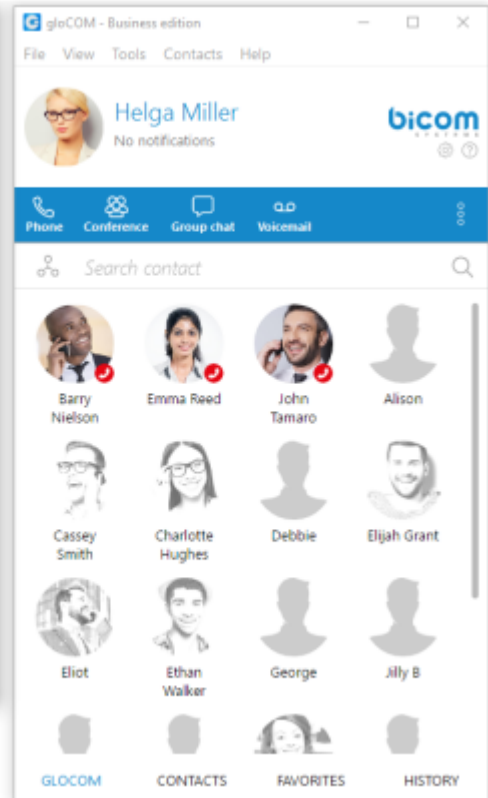 gloCOM - Business edition
File View Tools Contacts Help
Helga Miller
No notifications
bicom
SYSTEMS
Phone Conference Group chat Voicemail
Search contact
Barry
Nielson
Emma Reed
John
Tamaro
Alison
Cassey
Smith
Charlotte
Hughes
Debbie
Elijah Grant
Eliot
Ethan
Walker
George
Jilly B
GLOCOM CONTACTS FAVORITES HISTORY